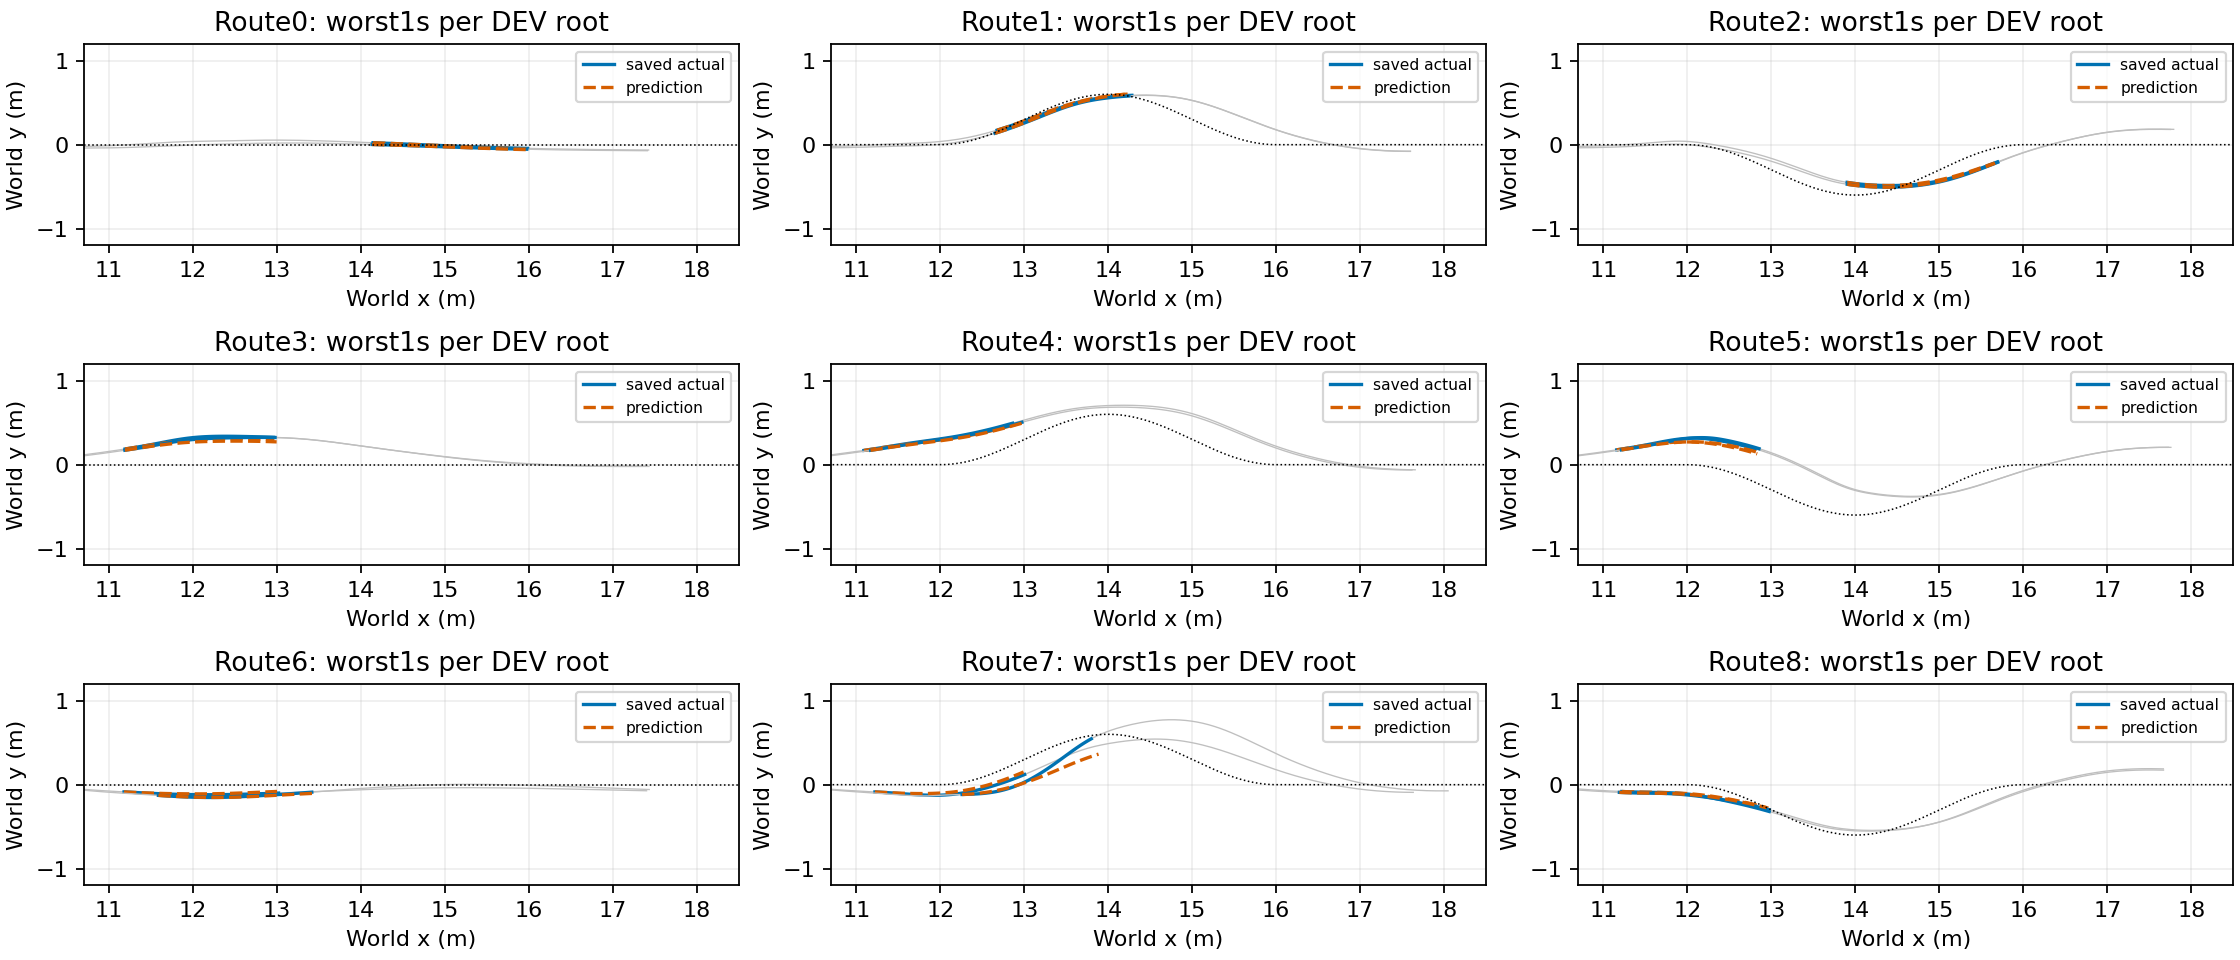 Route0: worst1s per DEV root
World y (m)
1
0
−1
saved actual
prediction
11 12 13 14 15 16 17 18
World x (m)
Route1: worst1s per DEV root
World y (m)
1
0
−1
saved actual
prediction
11 12 13 14 15 16 17 18
World x (m)
Route2: worst1s per DEV root
World y (m)
1
0
−1
saved actual
prediction
11 12 13 14 15 16 17 18
World x (m)
Route3: worst1s per DEV root
World y (m)
1
0
−1
saved actual
prediction
11 12 13 14 15 16 17 18
World x (m)
Route4: worst1s per DEV root
World y (m)
1
0
−1
saved actual
prediction
11 12 13 14 15 16 17 18
World x (m)
Route5: worst1s per DEV root
World y (m)
1
0
−1
saved actual
prediction
11 12 13 14 15 16 17 18
World x (m)
Route6: worst1s per DEV root
World y (m)
1
0
−1
saved actual
prediction
11 12 13 14 15 16 17 18
World x (m)
Route7: worst1s per DEV root
World y (m)
1
0
−1
saved actual
prediction
11 12 13 14 15 16 17 18
World x (m)
Route8: worst1s per DEV root
World y (m)
1
0
−1
saved actual
prediction
11 12 13 14 15 16 17 18
World x (m)